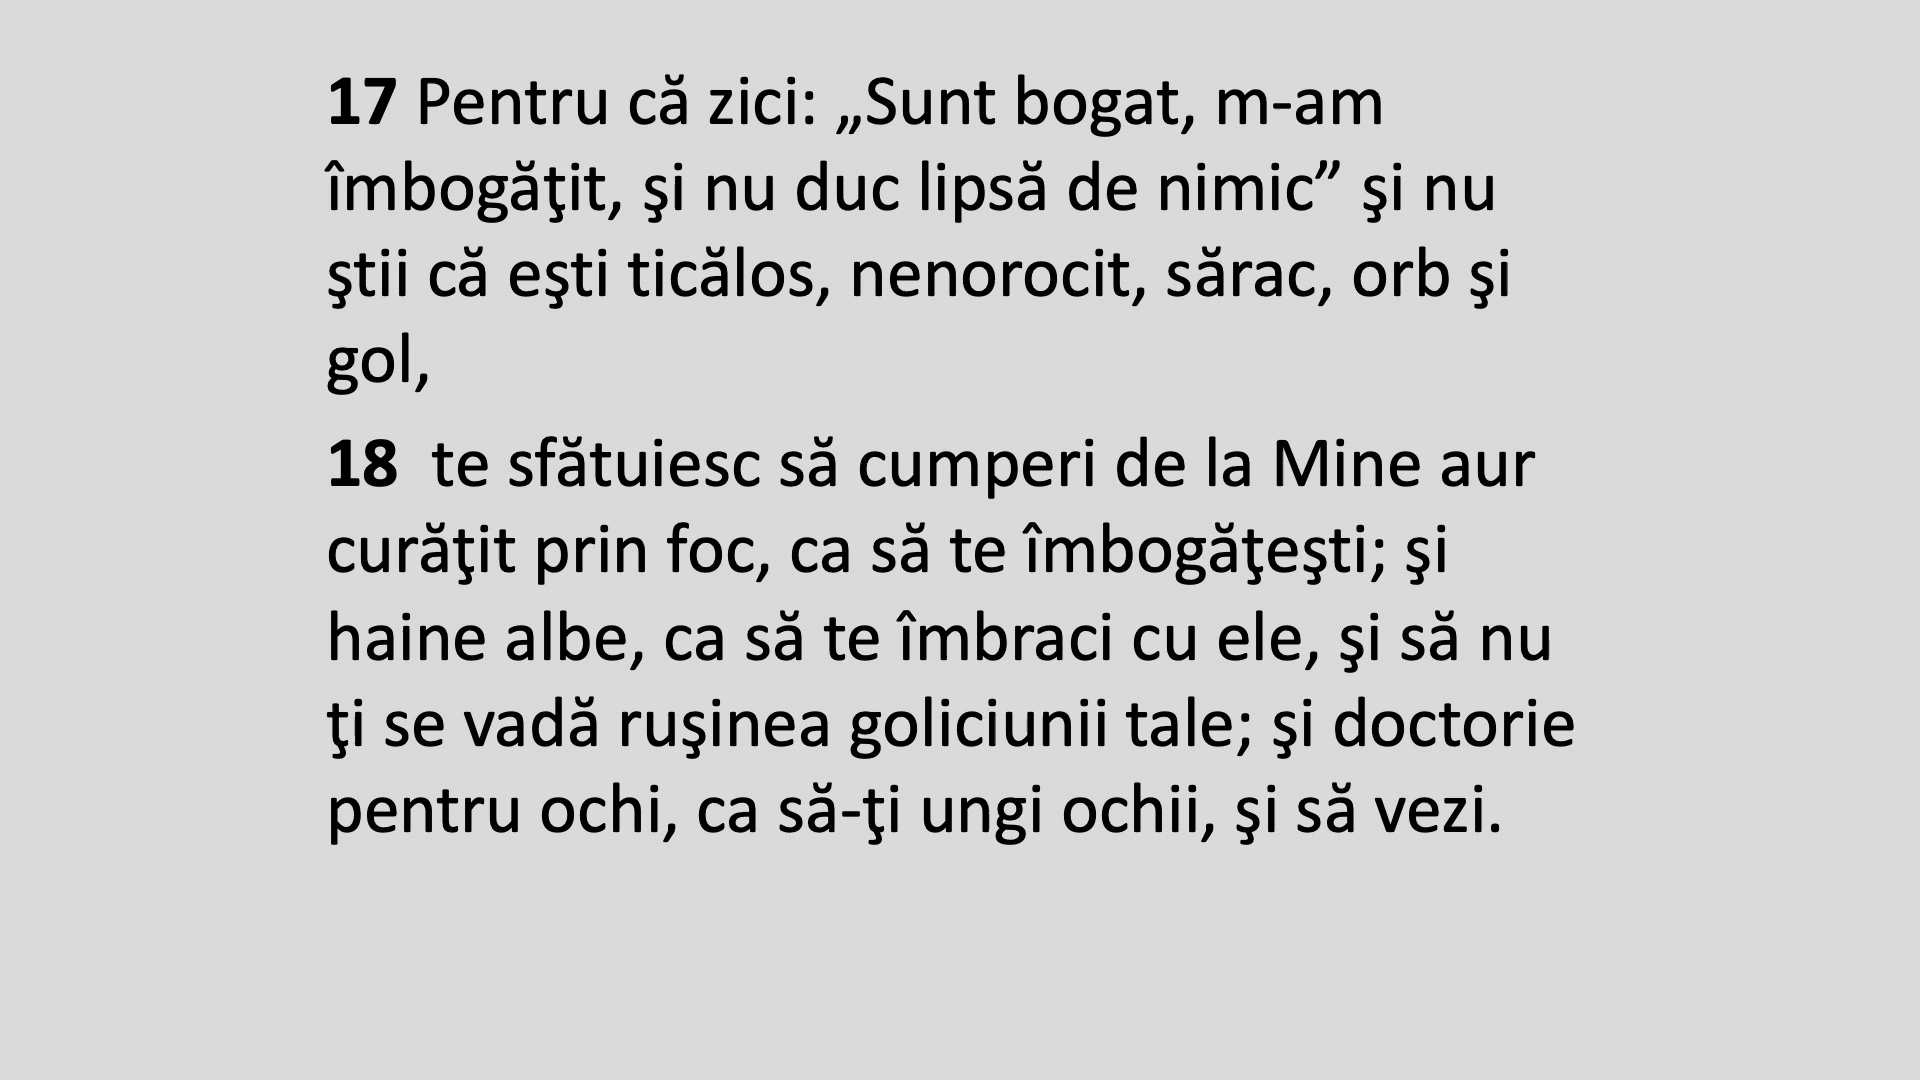 17 Pentru că zici: „Sunt bogat, m-am
îmbogăţit, şi nu duc lipsă de nimic” şi nu
ştii că eşti ticălos, nenorocit, sărac, orb şi
gol,
18  te sfătuiesc să cumperi de la Mine aur
curăţit prin foc, ca să te îmbogăţeşti; şi
haine albe, ca să te îmbraci cu ele, şi să nu
ţi se vadă ruşinea goliciunii tale; şi doctorie
pentru ochi, ca să-ţi ungi ochii, şi să vezi.